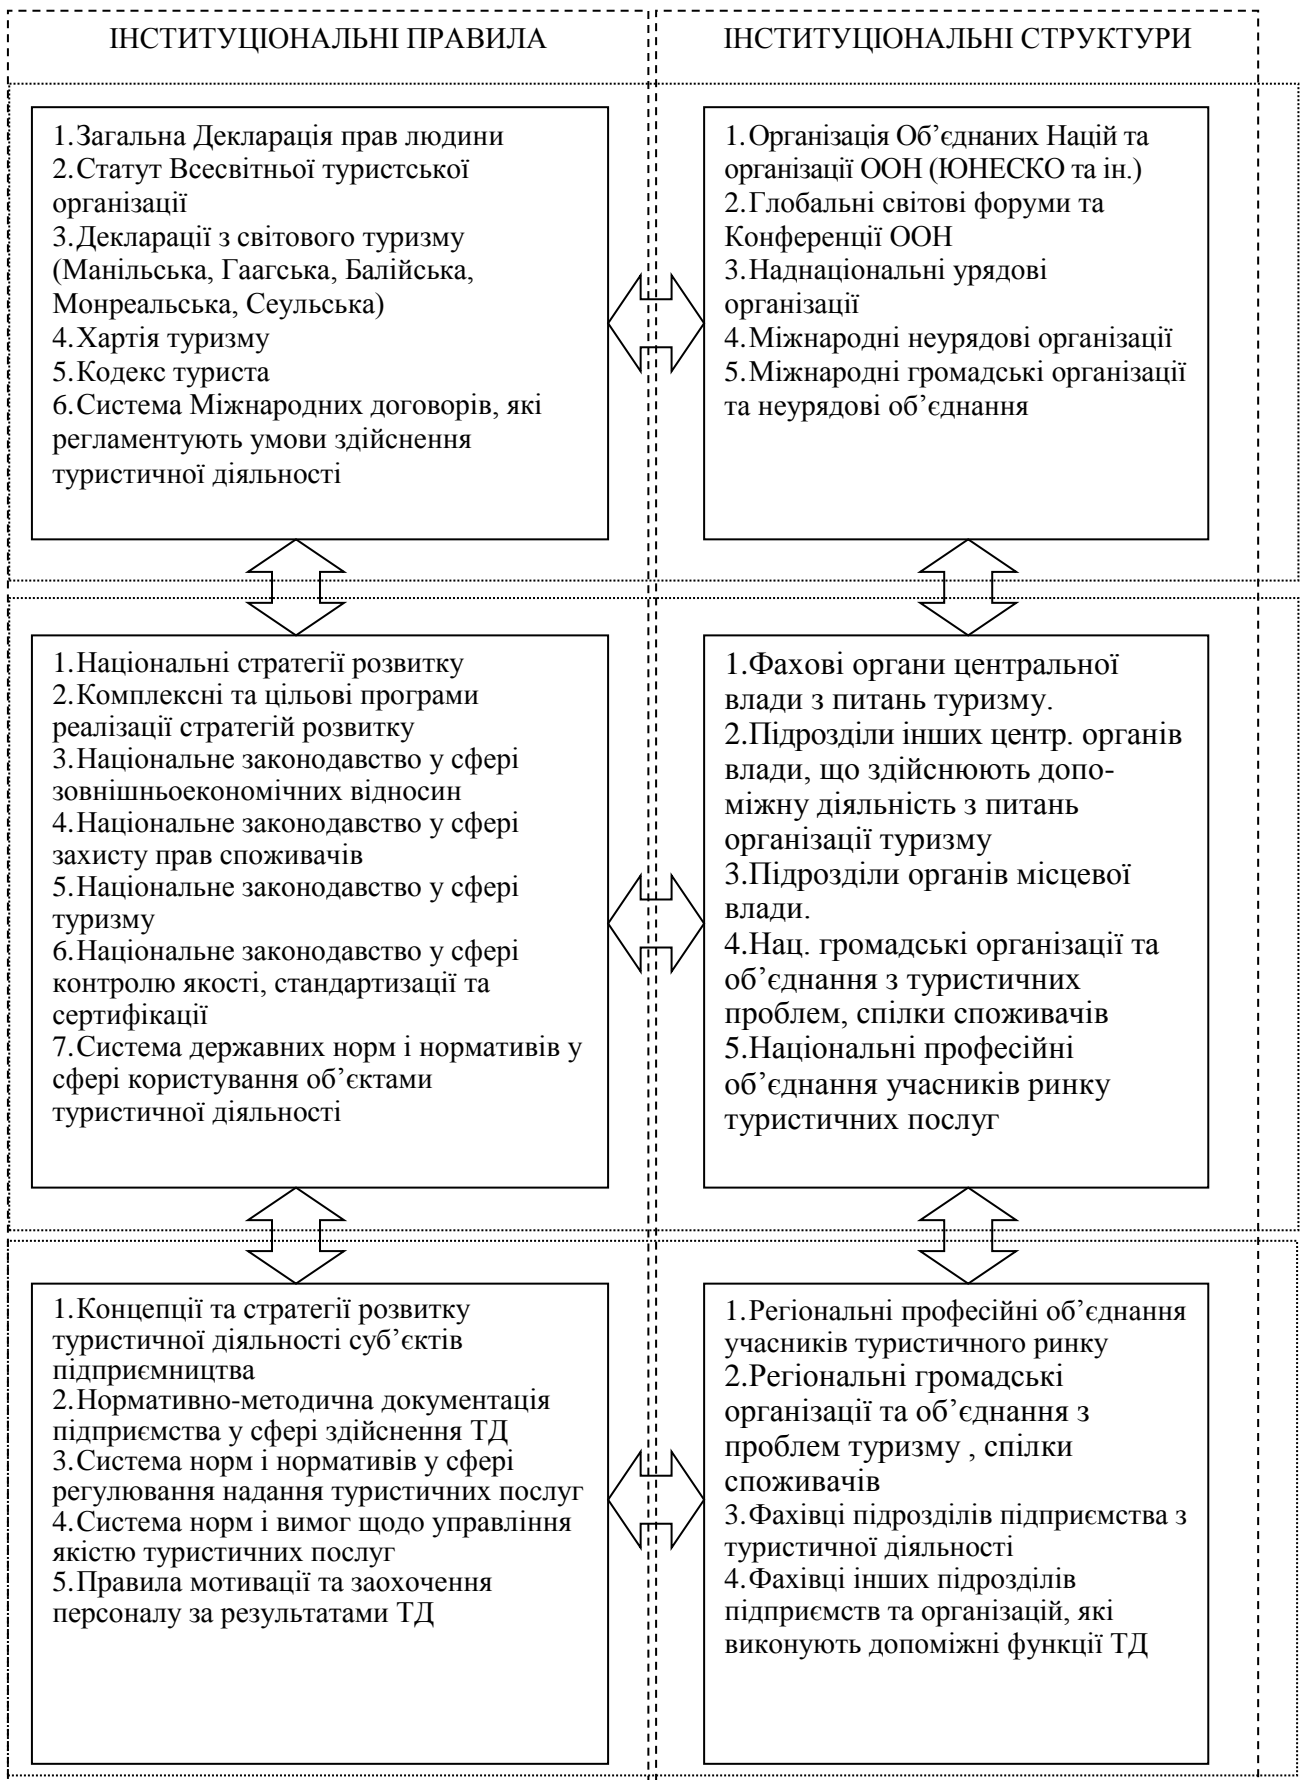 ІНСТИТУЦІОНАЛЬНІ ПРАВИЛА
ІНСТИТУЦІОНАЛЬНІ СТРУКТУРИ
1.Загальна Декларація прав людини
2.Статут Всесвітньої туристської
організації
3.Декларації з світового туризму
(Манільська, Гаагська, Балійська,
Монреальська, Сеульська)
4.Хартія туризму
5.Кодекс туриста
6.Система Міжнародних договорів, які
регламентують умови здійснення
туристичної діяльності
1.Організація Об’єднаних Націй та
організації ООН (ЮНЕСКО та ін.)
2.Глобальні світові форуми та
Конференції ООН
3.Наднаціональні урядові
організації
4.Міжнародні неурядові організації
5.Міжнародні громадські організації
та неурядові об’єднання
1.Національні стратегії розвитку
2.Комплексні та цільові програми
реалізації стратегій розвитку
3.Національне законодавство у сфері
зовнішньоекономічних відносин
4.Національне законодавство у сфері
захисту прав споживачів
5.Національне законодавство у сфері
туризму
6.Національне законодавство у сфері
контролю якості, стандартизації та
сертифікації
7.Система державних норм і нормативів у
сфері користування об’єктами
туристичної діяльності
1.Фахові органи центральної
влади з питань туризму.
2.Підрозділи інших центр. органів
влади, що здійснюють допо-
міжну діяльність з питань
організації туризму
3.Підрозділи органів місцевої
влади.
4.Нац. громадські організації та
об’єднання з туристичних
проблем, спілки споживачів
5.Національні професійні
об’єднання учасників ринку
туристичних послуг
1.Концепції та стратегії розвитку
туристичної діяльності суб’єктів
підприємництва
2.Нормативно-методична документація
підприємства у сфері здійснення ТД
3.Система норм і нормативів у сфері
регулювання надання туристичних послуг
4.Система норм і вимог щодо управління
якістю туристичних послуг
5.Правила мотивації та заохочення
персоналу за результатами ТД
1.Регіональні професійні об’єднання
учасників туристичного ринку
2.Регіональні громадські
організації та об’єднання з
проблем туризму , спілки
споживачів
3.Фахівці підрозділів підприємства з
туристичної діяльності
4.Фахівці інших підрозділів
підприємств та організацій, які
виконують допоміжні функції ТД